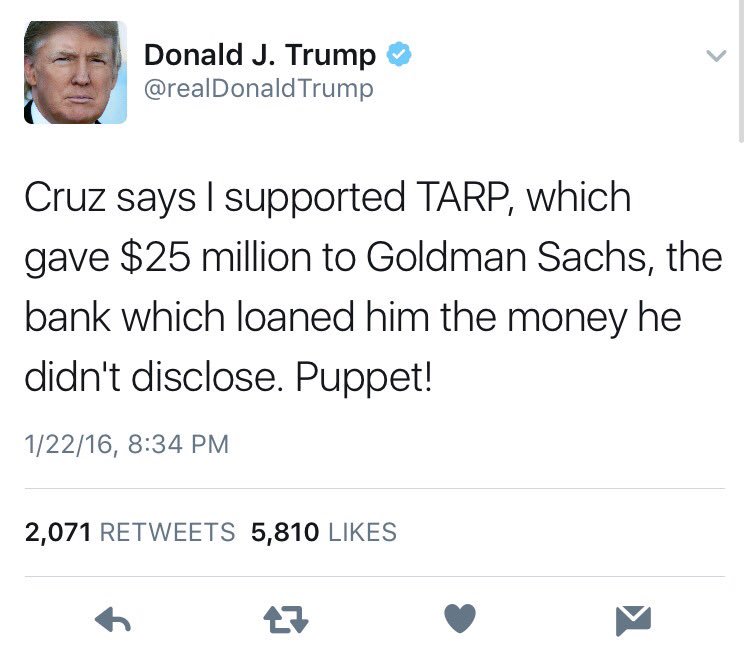 Donald J. Trump
@realDonaldTrump
Cruz says I supported TARP, which
gave $25 million to Goldman Sachs, the
bank which loaned him the money he
didn't disclose. Puppet!
1/22/16, 8:34 PM
2,071 RETWEETS 5,810 LIKES